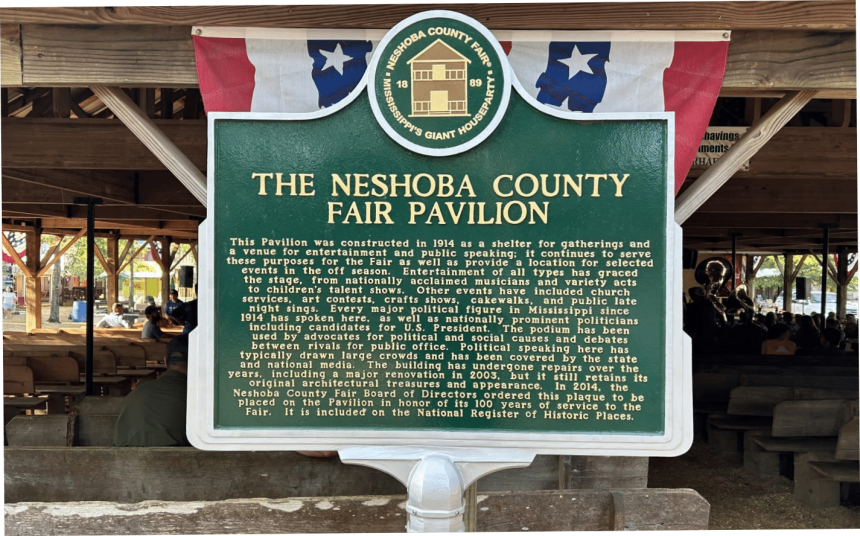 NESHOBA COUNTY FAIR®
18 89
MISSISSIPPI'S GIANT HOUSEPARTY
THE NESHOBA COUNTY
FAIR PAVILION
This Pavilion was constructed in 1914 as a shelter for gatherings and
a venue for entertainment and public speaking; it continues to serve
these purposes for the Fair as well as provide a location for selected
events in the off season. Entertainment of all types has graced
the stage, from nationally acclaimed musicians and variety acts
to children's talent shows. Other events have included church
services, art contests, crafts shows, cakewalks, and public late
night sings. Every major political figure in Mississippi since
1914 has spoken here, as well as nationally prominent politicians
including candidates for U.S. President. The podium has been
used by advocates for political and social causes and debates
between rivals for public office. Political speaking here has
typically drawn large crowds and has been covered by the state
and national media. The building has undergone repairs over the
years, including a major renovation in 2003, but it still retains its
original architectural treasures and appearance. In 2014, the
Neshoba County Fair Board of Directors ordered this plaque to be
placed on the Pavilion in honor of its 100 years of service to the
Fair. It is included on the National Register of Historic Places.
havings